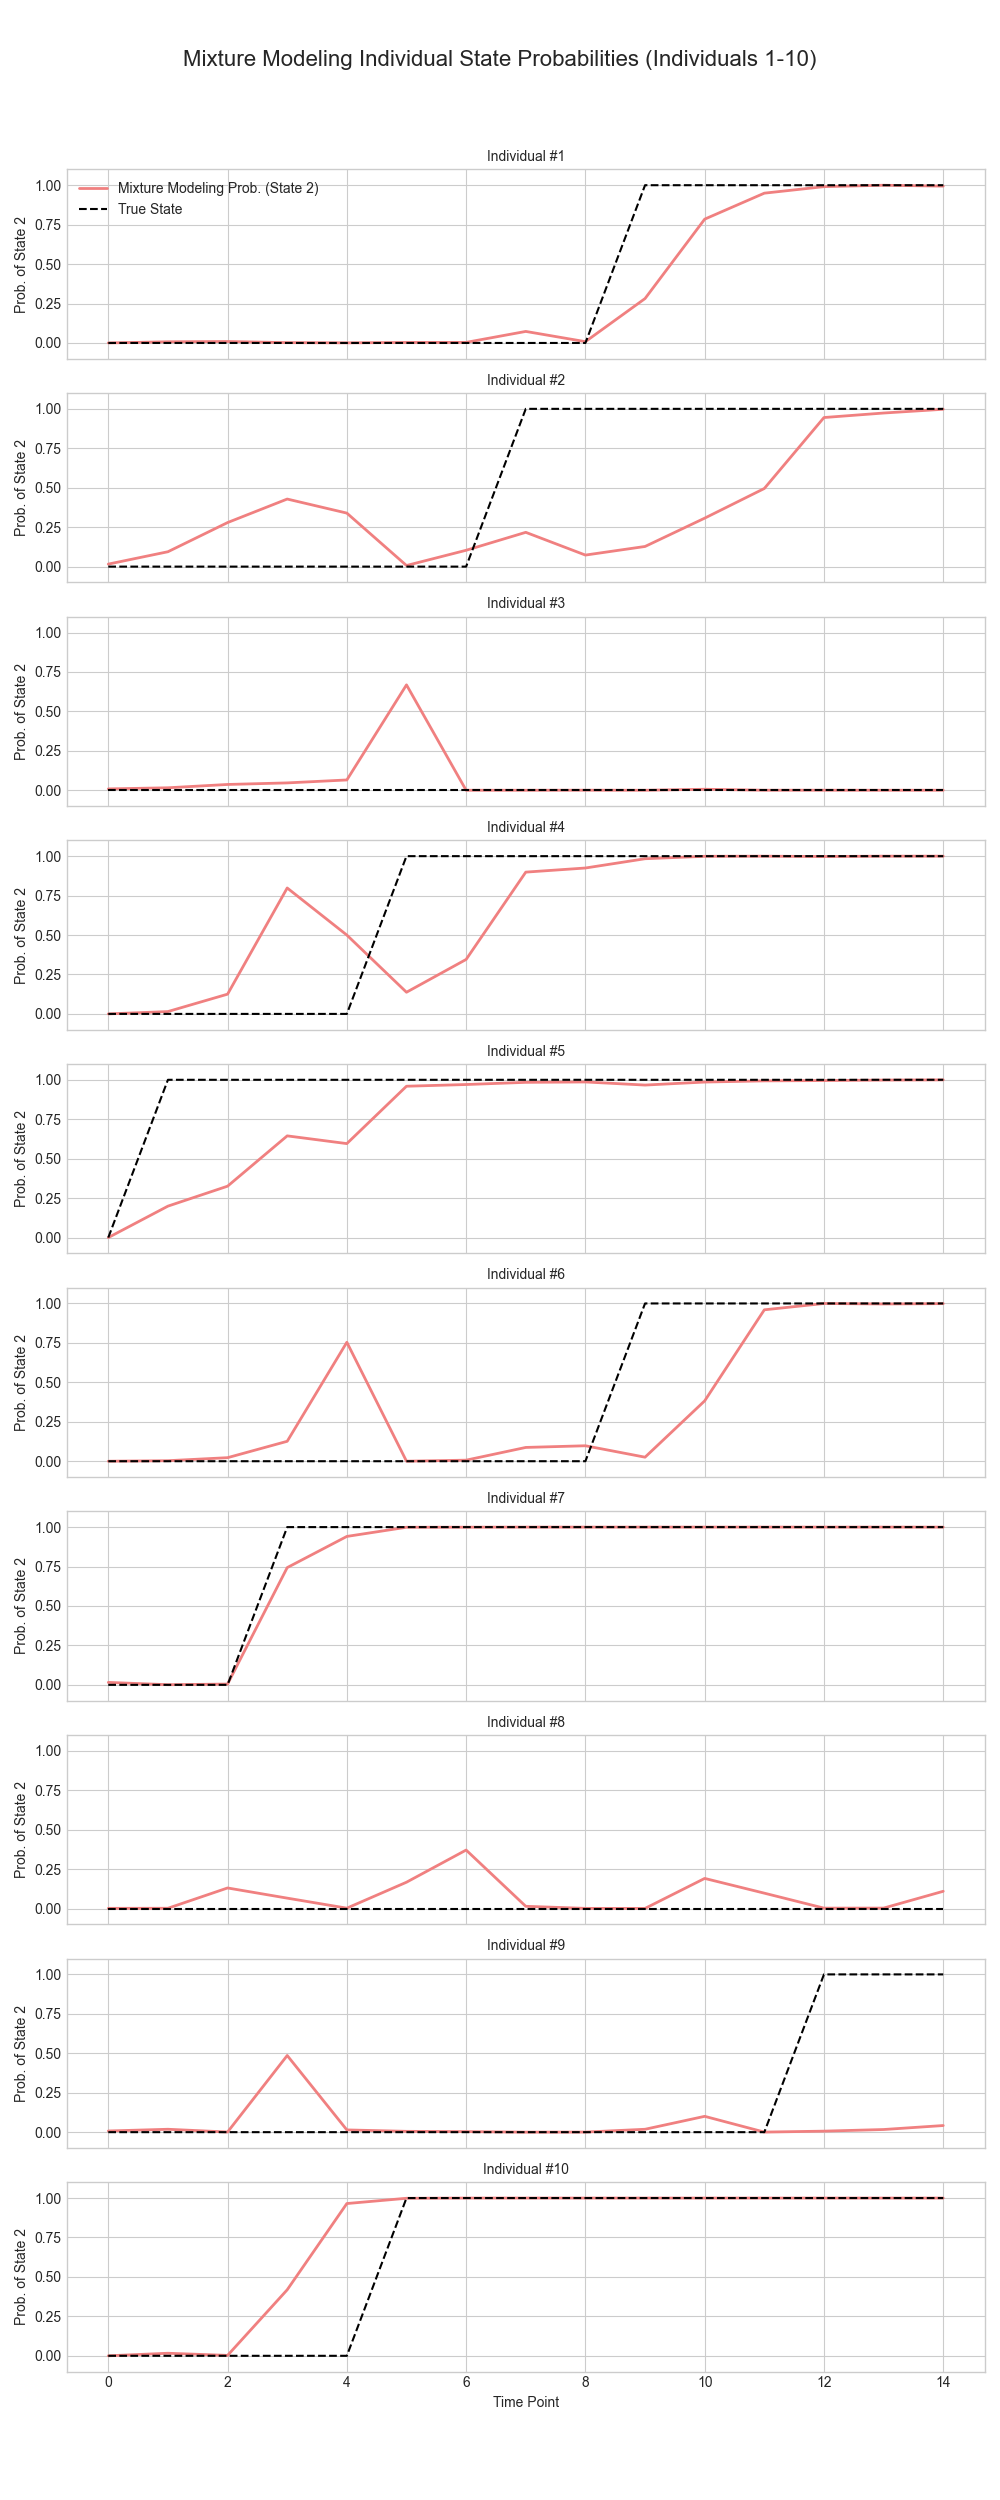 Mixture Modeling Individual State Probabilities (Individuals 1-10)
Individual #1
Mixture Modeling Prob. (State 2)
True State
1.00
0.75
0.50
0.25
0.00
Prob. of State 2
Individual #2
1.00
0.75
0.50
0.25
0.00
Prob. of State 2
Individual #3
1.00
0.75
0.50
0.25
0.00
Prob. of State 2
Individual #4
1.00
0.75
0.50
0.25
0.00
Prob. of State 2
Individual #5
1.00
0.75
0.50
0.25
0.00
Prob. of State 2
Individual #6
1.00
0.75
0.50
0.25
0.00
Prob. of State 2
Individual #7
1.00
0.75
0.50
0.25
0.00
Prob. of State 2
Individual #8
1.00
0.75
0.50
0.25
0.00
Prob. of State 2
Individual #9
1.00
0.75
0.50
0.25
0.00
Prob. of State 2
Individual #10
1.00
0.75
0.50
0.25
0.00
Prob. of State 2
0 2 4 6 8 10 12 14
Time Point